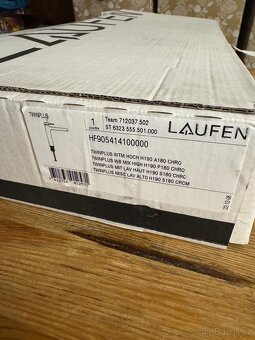 LAUFEN
TWINPLUS
1
Team 712037 502
ST 6323 555.501.000
HF905414100000
LAUFEN
TWINPLUS WTM HOCH H190 A180 CHRO
TWINPLUS WB MIX HIGH H190 P180 CHRO
TWINPLUS MIT LAV HAUT H190 S180 CHRC
TWINPLUS MISC LAV ALTO H190 S180 CROM